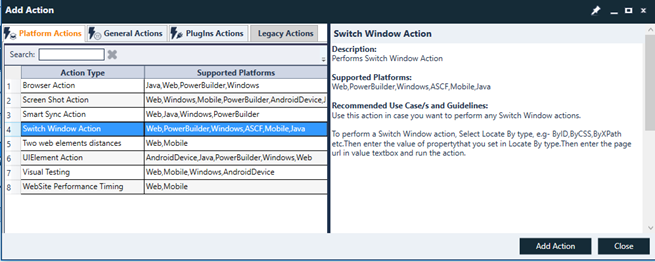 Add Action
Platform Actions
General Actions
PlugIns Actions
Legacy Actions
Search:
Action Type Supported Platforms
1 Browser Action Java,Web,PowerBuilder,Windows
2 Screen Shot Action Web,Windows,Mobile,PowerBuilder,AndroidDevice,J
3 Smart Sync Action Web,Java,Windows,PowerBuilder
4 Switch Window Action Web,PowerBuilder,Windows,ASCF,Mobile,Java
5 Two web elements distances Web,Mobile
6 UIElement Action AndroidDevice,Java,PowerBuilder,Windows,Web
7 Visual Testing Web,Mobile,Windows,AndroidDevice
8 WebSite Performance Timing Web,Mobile
Switch Window Action
Description:
Performs Switch Window Action
Supported Platforms:
Web,PowerBuilder,Windows,ASCF,Mobile,Java
Recommended Use Case/s and Guidelines:
Use this action in case you want to perform any Switch Window actions.
To perform a Switch Window action, Select Locate By type, e.g- ByID,ByCSS,ByXPath
etc.Then enter the value of propertythat you set in Locate By type.Then enter the page
url in value textbox and run the action.
Add Action
Close